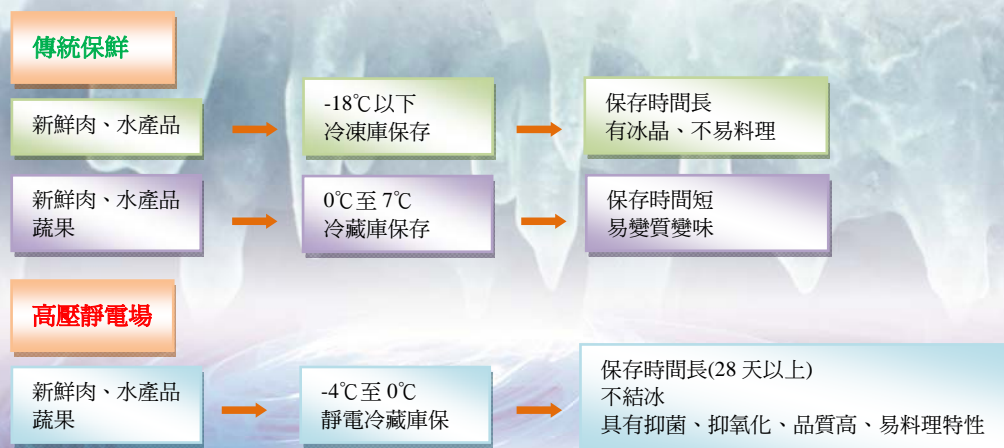 傳統保鮮
新鮮肉、水產品
-18℃以下
冷凍庫保存
保存時間長
有冰晶、不易料理
新鮮肉、水產品
蔬果
0℃至 7℃
冷藏庫保存
保存時間短
易變質變味
高壓靜電場
新鮮肉、水產品
蔬果
-4℃至 0℃
靜電冷藏庫保
保存時間長(28 天以上)
不結冰
具有抑菌、抑氧化、品質高、易料理特性